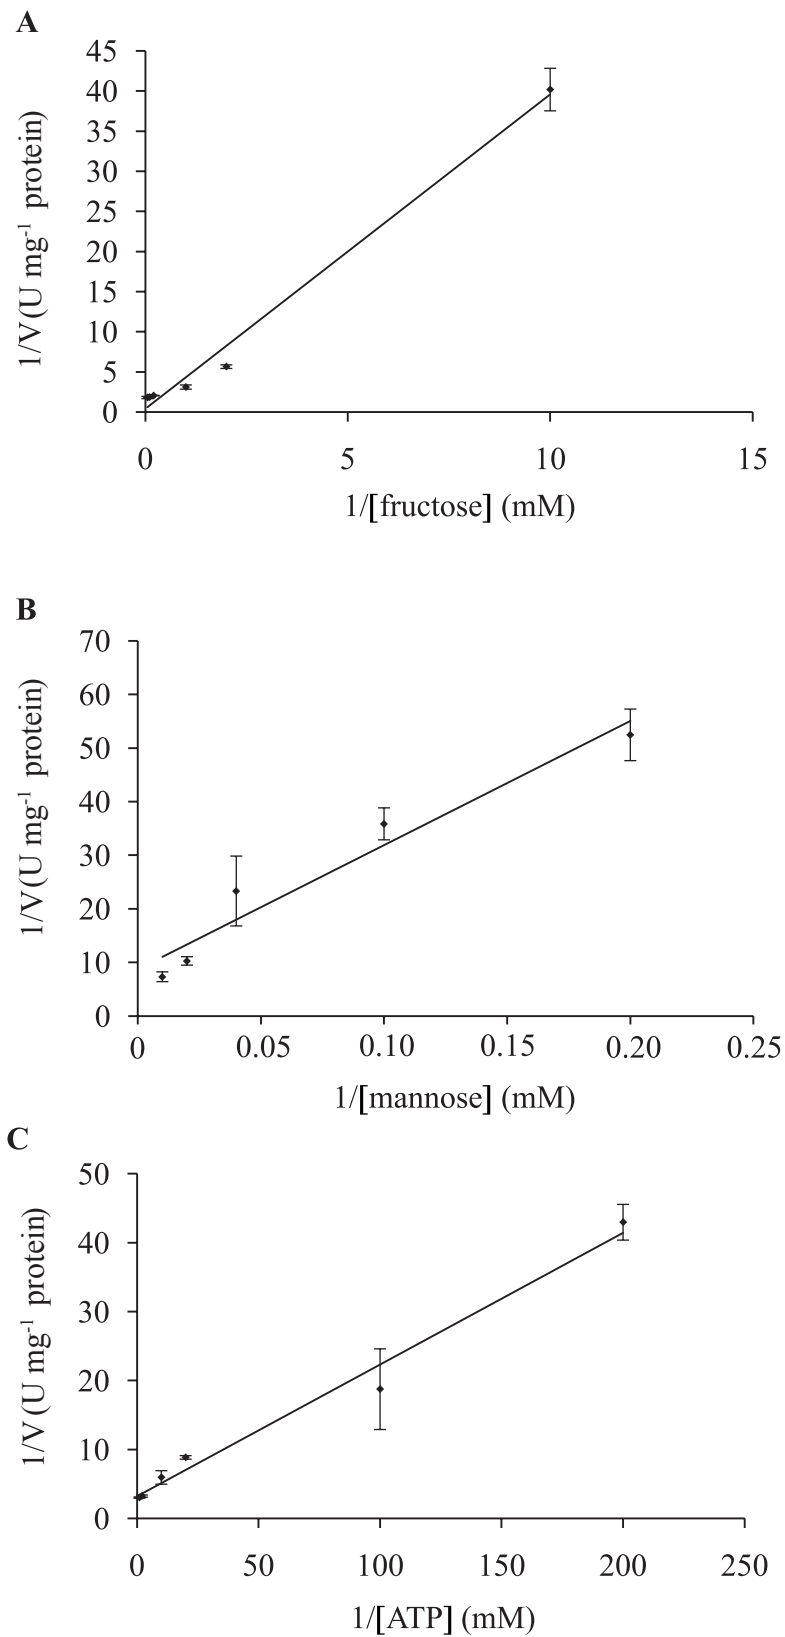 A
45
40
35
30
25
20
15
10
5
0
1/V (U mg-1 protein)
0 5 10 15
1/[fructose] (mM)
B
70
60
50
40
30
20
10
0
1/V (U mg-1 protein)
0 0.05 0.10 0.15 0.20 0.25
1/[mannose] (mM)
C
50
40
30
20
10
0
1/V (U mg-1 protein)
0 50 100 150 200 250
1/[ATP] (mM)